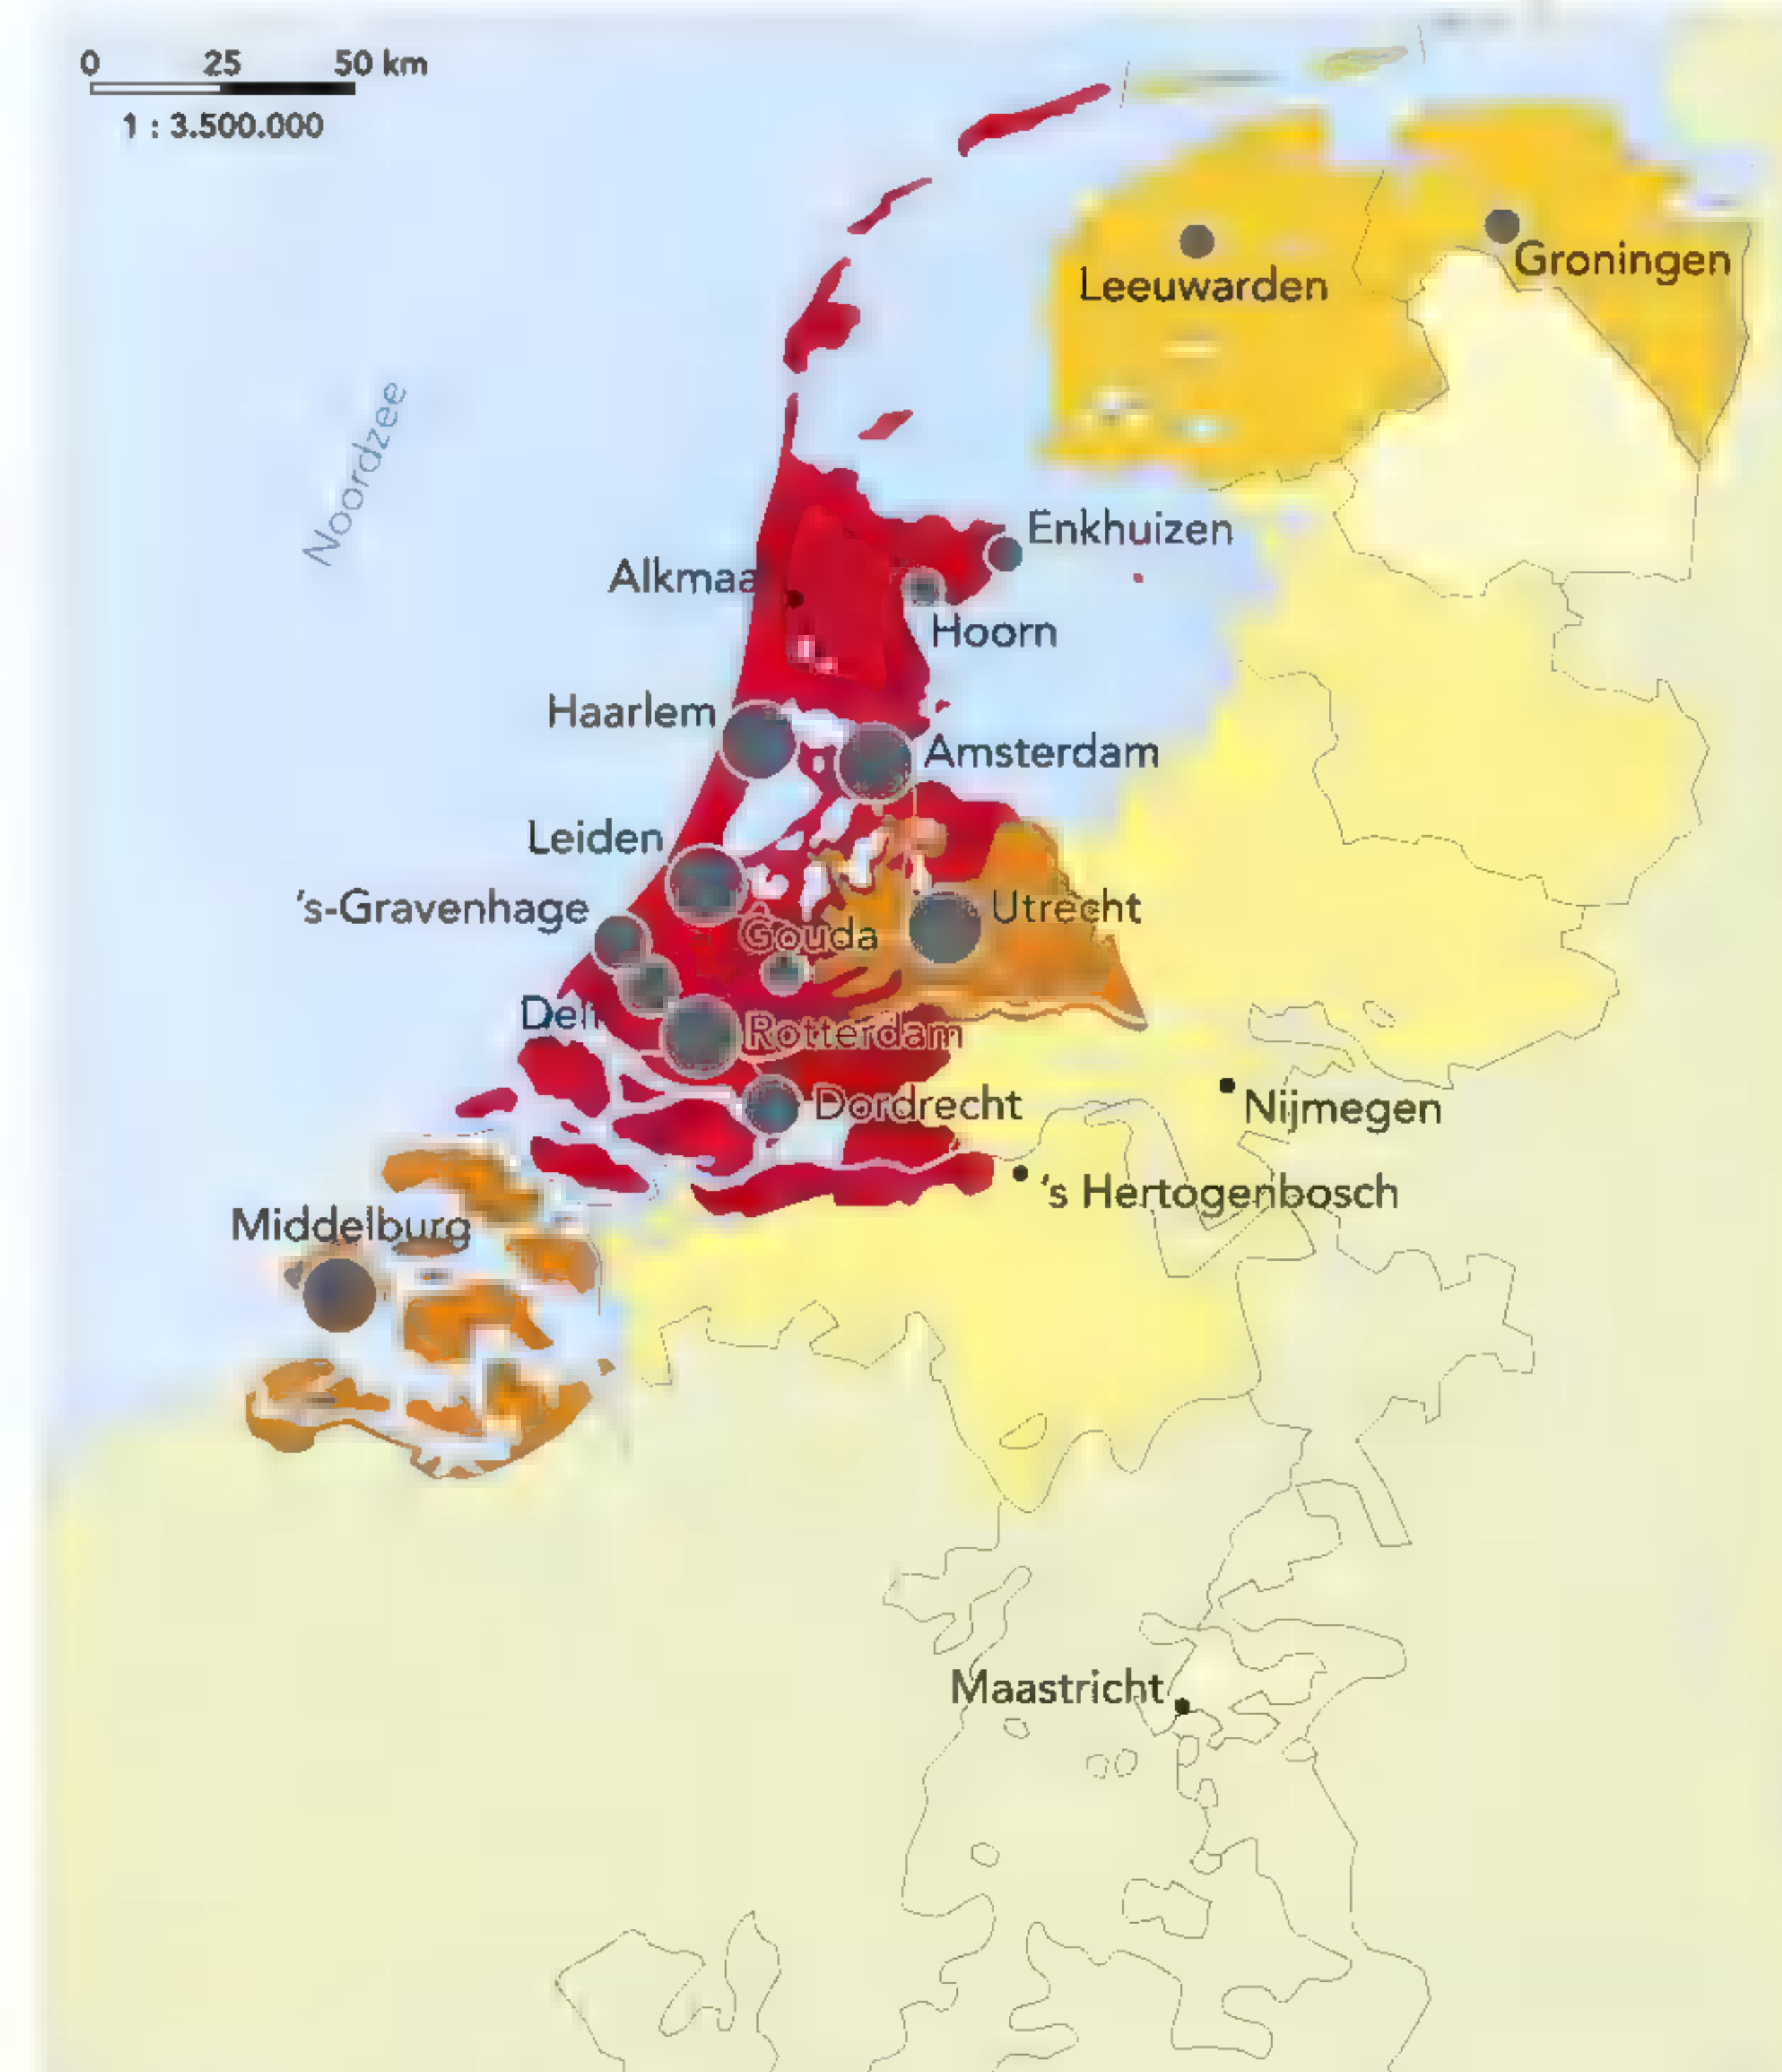 0 25 50 km
1 : 3.500.000
Noordzee
Leeuwarden
Groningen
Enkhuizen
Alkmaa
Hoorn
Haarlem
Amsterdam
Leiden
's-Gravenhage
Utrecht
Gouda
Rotterdam
Dordrecht
Nijmegen
's Hertogenbosch
Middelburg
Maastricht